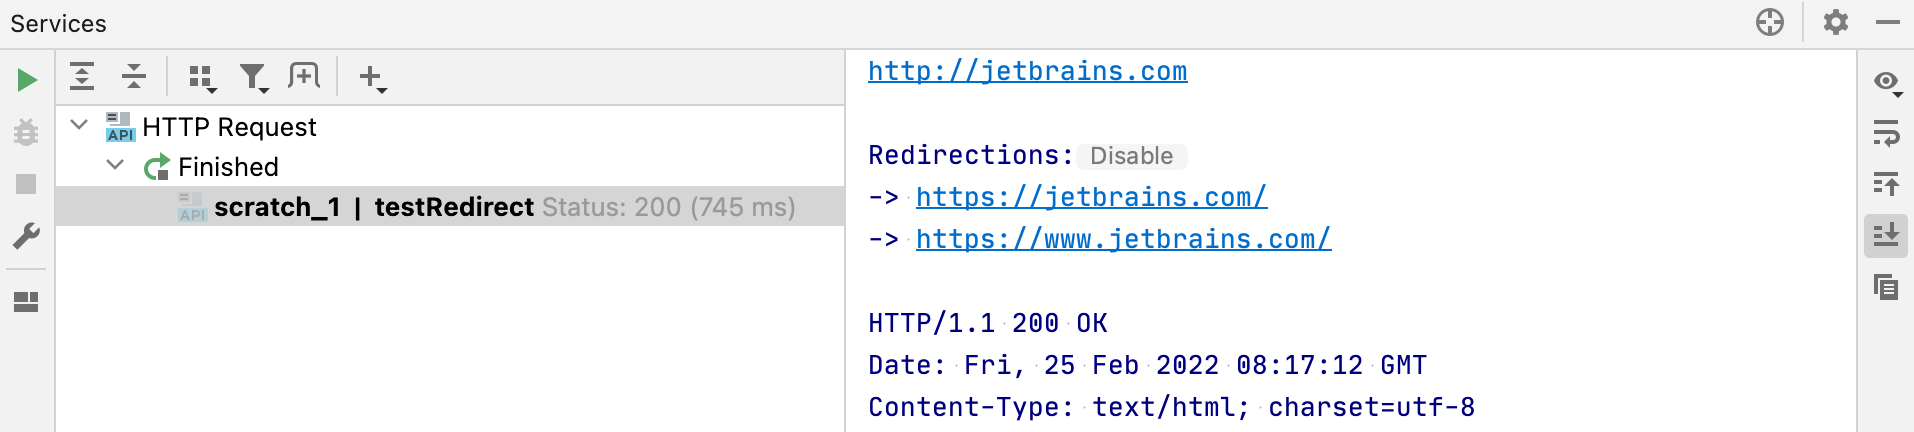 Services
HTTP Request
Finished
scratch_1 | testRedirect Status: 200 (745 ms)
http://jetbrains.com
Redirections: Disable
-> https://jetbrains.com/
-> https://www.jetbrains.com/
HTTP/1.1 200 OK
Date: Fri, 25 Feb 2022 08:17:12 GMT
Content-Type: text/html; charset=utf-8
API
API